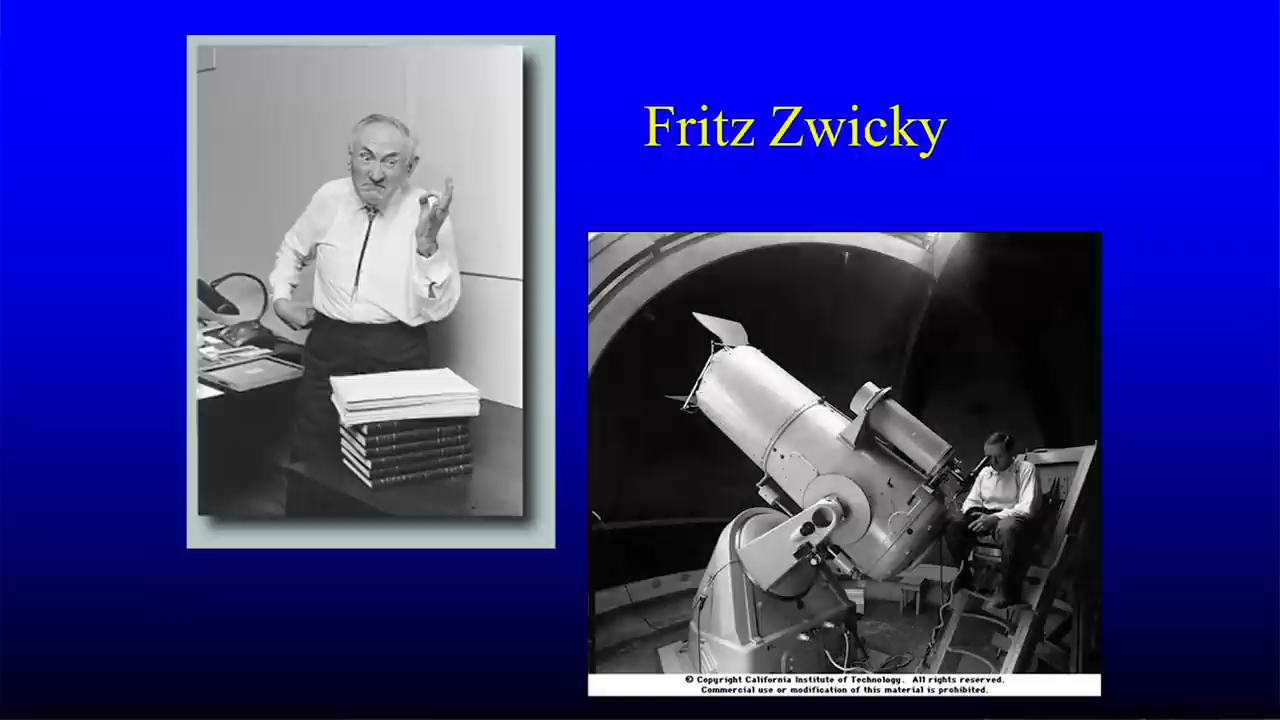 Fritz Zwicky
© Copyright California Institute of Technology. All rights reserved.
Commercial use or modification of this material is prohibited.